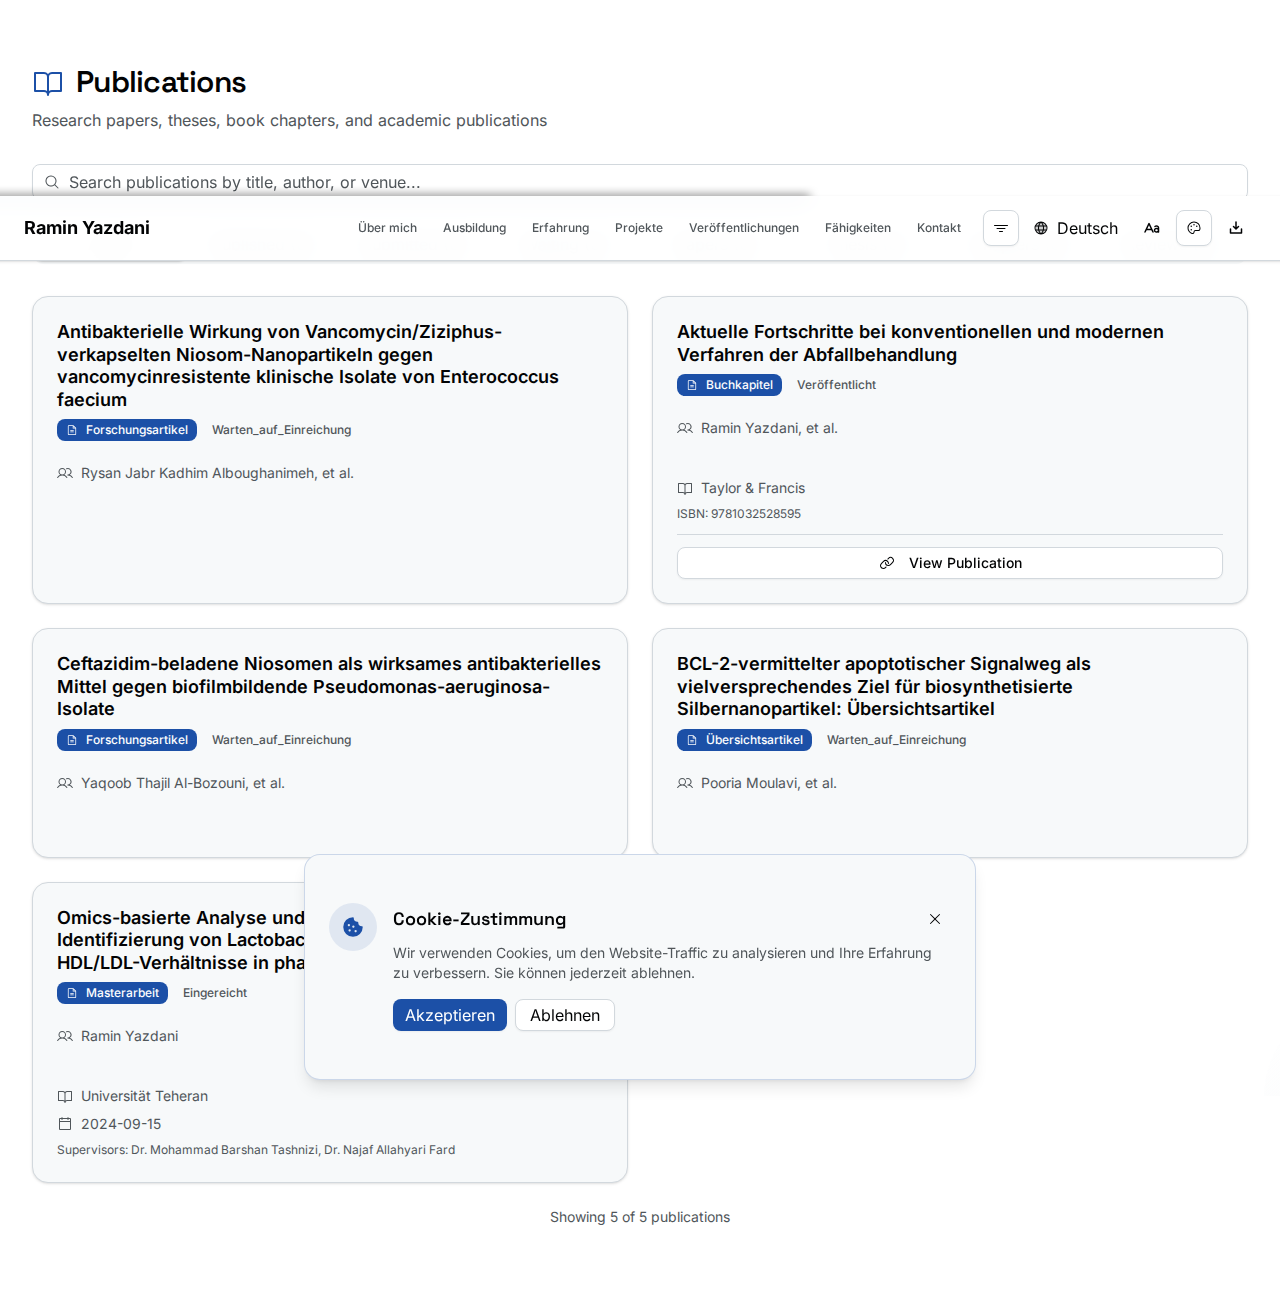 Publications
Research papers, theses, book chapters, and academic publications
Search publications by title, author, or venue...
Ramin Yazdani
Über mich
Ausbildung
Erfahrung
Projekte
Veröffentlichungen
Fähigkeiten
Kontakt
Deutsch
Aa
Antibakterielle Wirkung von Vancomycin/Ziziphus-
verkapselten Niosom-Nanopartikeln gegen
vancomycinresistente klinische Isolate von Enterococcus
faecium
Forschungsartikel
Warten_auf_Einreichung
Rysan Jabr Kadhim Alboughanimeh, et al.
Aktuelle Fortschritte bei konventionellen und modernen
Verfahren der Abfallbehandlung
Buchkapitel
Veröffentlicht
Ramin Yazdani, et al.
Taylor & Francis
ISBN: 9781032528595
View Publication
Ceftazidim-beladene Niosomen als wirksames antibakterielles
Mittel gegen biofilmbildende Pseudomonas-aeruginosa-
Isolate
Forschungsartikel
Warten_auf_Einreichung
Yaqoob Thajil Al-Bozouni, et al.
BCL-2-vermittelter apoptotischer Signalweg als
vielversprechendes Ziel für biosynthetisierte
Silbernanopartikel: Übersichtsartikel
Übersichtsartikel
Warten_auf_Einreichung
Pooria Moulavi, et al.
Omics-basierte Analyse und
Identifizierung von Lactobac
HDL/LDL-Verhältnisse in pha
Masterarbeit
Eingereicht
Ramin Yazdani
Universität Teheran
2024-09-15
Supervisors: Dr. Mohammad Barshan Tashnizi, Dr. Najaf Allahyari Fard
Cookie-Zustimmung
Wir verwenden Cookies, um den Website-Traffic zu analysieren und Ihre Erfahrung
zu verbessern. Sie können jederzeit ablehnen.
Akzeptieren
Ablehnen
Showing 5 of 5 publications